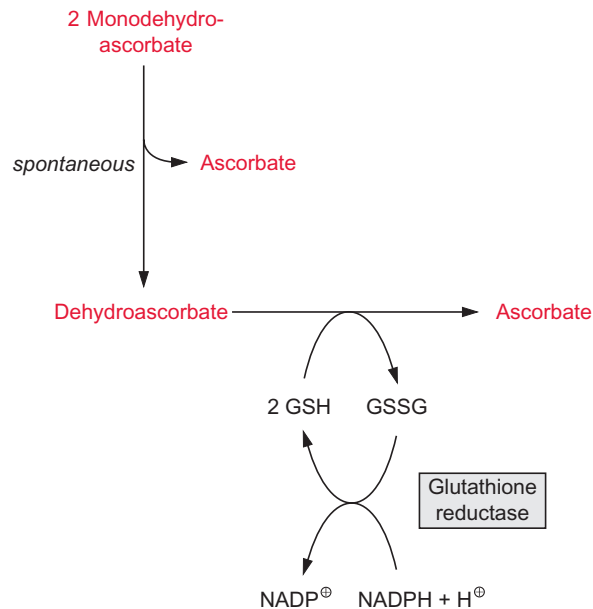 2 Monodehydro-
ascorbate
spontaneous
Ascorbate
Dehydroascorbate
Ascorbate
2 GSH
GSSG
Glutathione
reductase
NADP⊕
NADPH + H⊕